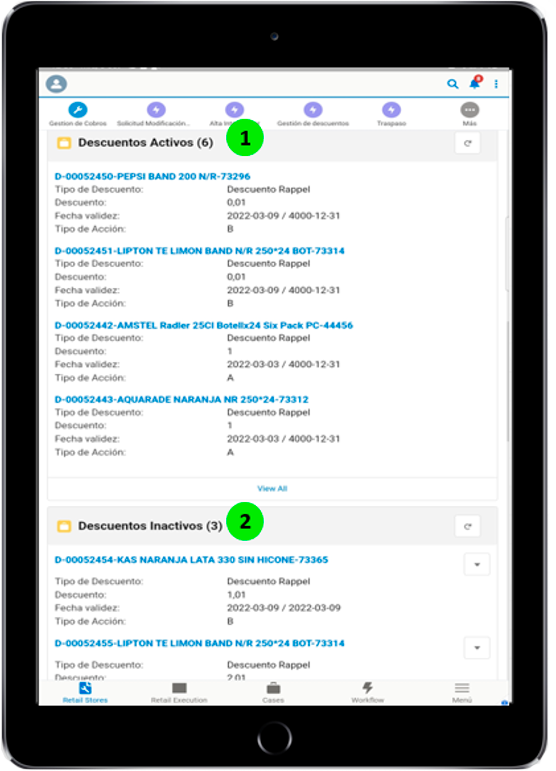 8
Gestion de Cobros
Solicitud Modificación...
Alta
Gestión de descuentos
Traspaso
Más
Descuentos Activos (6)
1
D-00052450-PEPSI BAND 200 N/R-73296
Tipo de Descuento: Descuento Rappel
Descuento: 0,01
Fecha validez: 2022-03-09 / 4000-12-31
Tipo de Acción: B
D-00052451-LIPTON TE LIMON BAND N/R 250*24 BOT-73314
Tipo de Descuento: Descuento Rappel
Descuento: 0,01
Fecha validez: 2022-03-09 / 4000-12-31
Tipo de Acción: B
D-00052442-AMSTEL Radler 25Cl Botellx24 Six Pack PC-44456
Tipo de Descuento: Descuento Rappel
Descuento: 1
Fecha validez: 2022-03-03 / 4000-12-31
Tipo de Acción: A
D-00052443-AQUARADE NARANJA NR 250*24-73312
Tipo de Descuento: Descuento Rappel
Descuento: 1
Fecha validez: 2022-03-03 / 4000-12-31
Tipo de Acción: A
View All
Descuentos Inactivos (3)
2
D-00052454-KAS NARANJA LATA 330 SIN HICONE-73365
Tipo de Descuento: Descuento Rappel
Descuento: 1,01
Fecha validez: 2022-03-09 / 2022-03-09
Tipo de Acción: B
D-00052455-LIPTON TE LIMON BAND N/R 250*24 BOT-73314
Tipo de Descuento: Descuento Rappel
Descuento: 2,01
Retail Stores
Retail Execution
Cases
Workflow
Menú